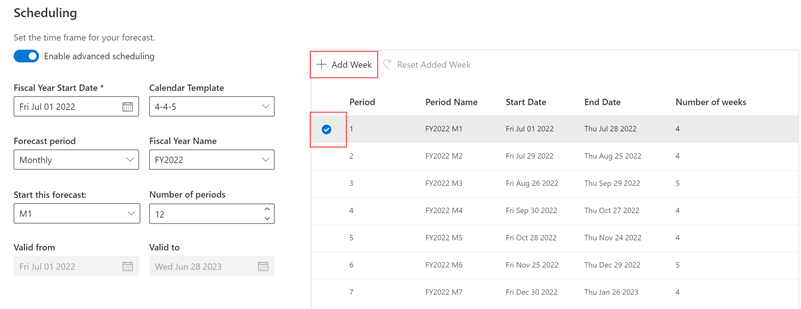 Scheduling
Set the time frame for your forecast.
Enable advanced scheduling
Fiscal Year Start Date * Calendar Template
Fri Jul 01 2022 4-4-5
Forecast period Fiscal Year Name
Monthly FY2022
Start this forecast: Number of periods
M1 12
Valid from Valid to
Fri Jul 01 2022 Wed Jun 28 2023
Add Week Reset Added Week
Period Period Name Start Date End Date Number of weeks
1 FY2022 M1 Fri Jul 01 2022 Thu Jul 28 2022 4
2 FY2022 M2 Fri Jul 29 2022 Thu Aug 25 2022 4
3 FY2022 M3 Fri Aug 26 2022 Thu Sep 29 2022 5
4 FY2022 M4 Fri Sep 30 2022 Thu Oct 27 2022 4
5 FY2022 M5 Fri Oct 28 2022 Thu Nov 24 2022 4
6 FY2022 M6 Fri Nov 25 2022 Thu Dec 29 2022 5
7 FY2022 M7 Fri Dec 30 2022 Thu Jan 26 2023 4